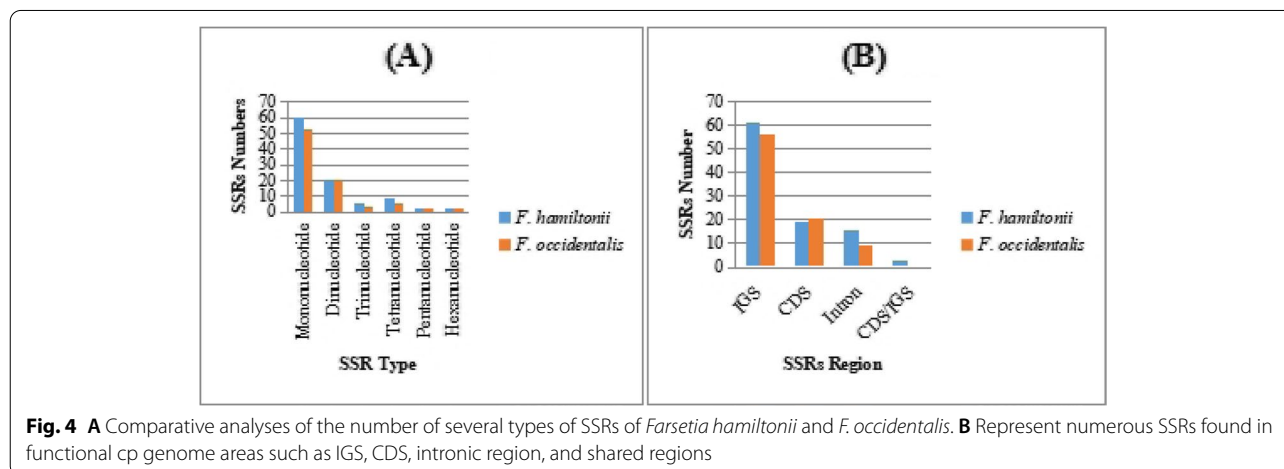 (A)
70
60
50
40
30
20
10
0
SSRs Numbers
Mononucleotide
Dinucleotide
Trinucleotide
Tetranucleotide
Pentanucleotide
Hexanucleotide
SSR Type
F. hamiltonii
F. occidentalis
(B)
70
60
50
40
30
20
10
0
SSRs Number
IGS
CDS
Intron
CDS/IGS
SSRs Region
F. hamiltonii
F. occidentalis
Fig. 4 A Comparative analyses of the number of several types of SSRs of Farsetia hamiltonii and F. occidentalis. B Represent numerous SSRs found in
functional cp genome areas such as IGS, CDS, intronic region, and shared regions